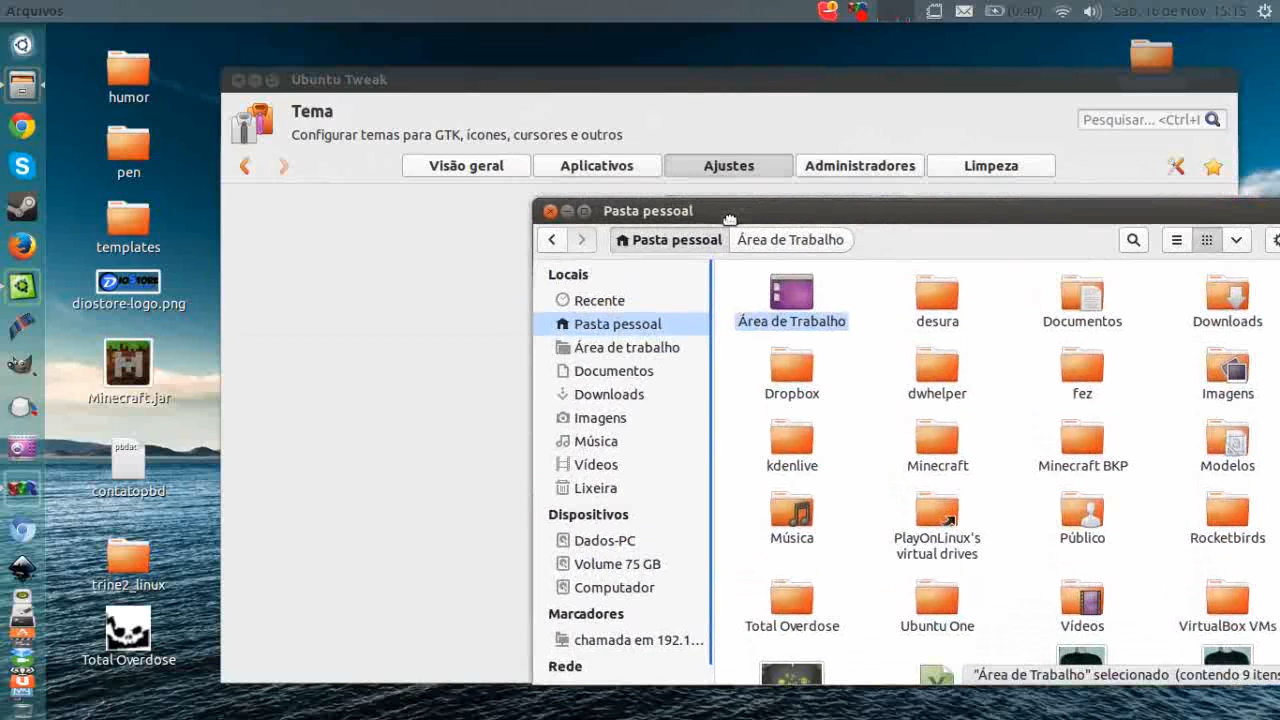 Arquivos
(0:40)
Sáb, 16 de Nov 15:15
humor
pen
templates
DIOSTORE
diostore-logo.png
Minecraft.jar
pbdac
contatopbd
trine2_linux
Total Overdose
Ubuntu Tweak
Tema
Configurar temas para GTK, ícones, cursores e outros
Pesquisar... <Ctrl+
Visão geral
Aplicativos
Ajustes
Administradores
Limpeza
Pasta pessoal
Pasta pessoal
Área de Trabalho
Locais
Recente
Pasta pessoal
Área de trabalho
Documentos
Downloads
Imagens
Música
Vídeos
Lixeira
Dispositivos
Dados-PC
Volume 75 GB
Computador
Marcadores
chamada em 192.1...
Rede
Área de Trabalho
desura
Documentos
Downloads
Dropbox
dwhelper
fez
Imagens
kdenlive
Minecraft
Minecraft BKP
Modelos
Música
PlayOnLinux's
virtual drives
Público
Rocketbirds
Total Overdose
Ubuntu One
Vídeos
VirtualBox VMs
"Área de Trabalho" selecionado (contendo 9 itens